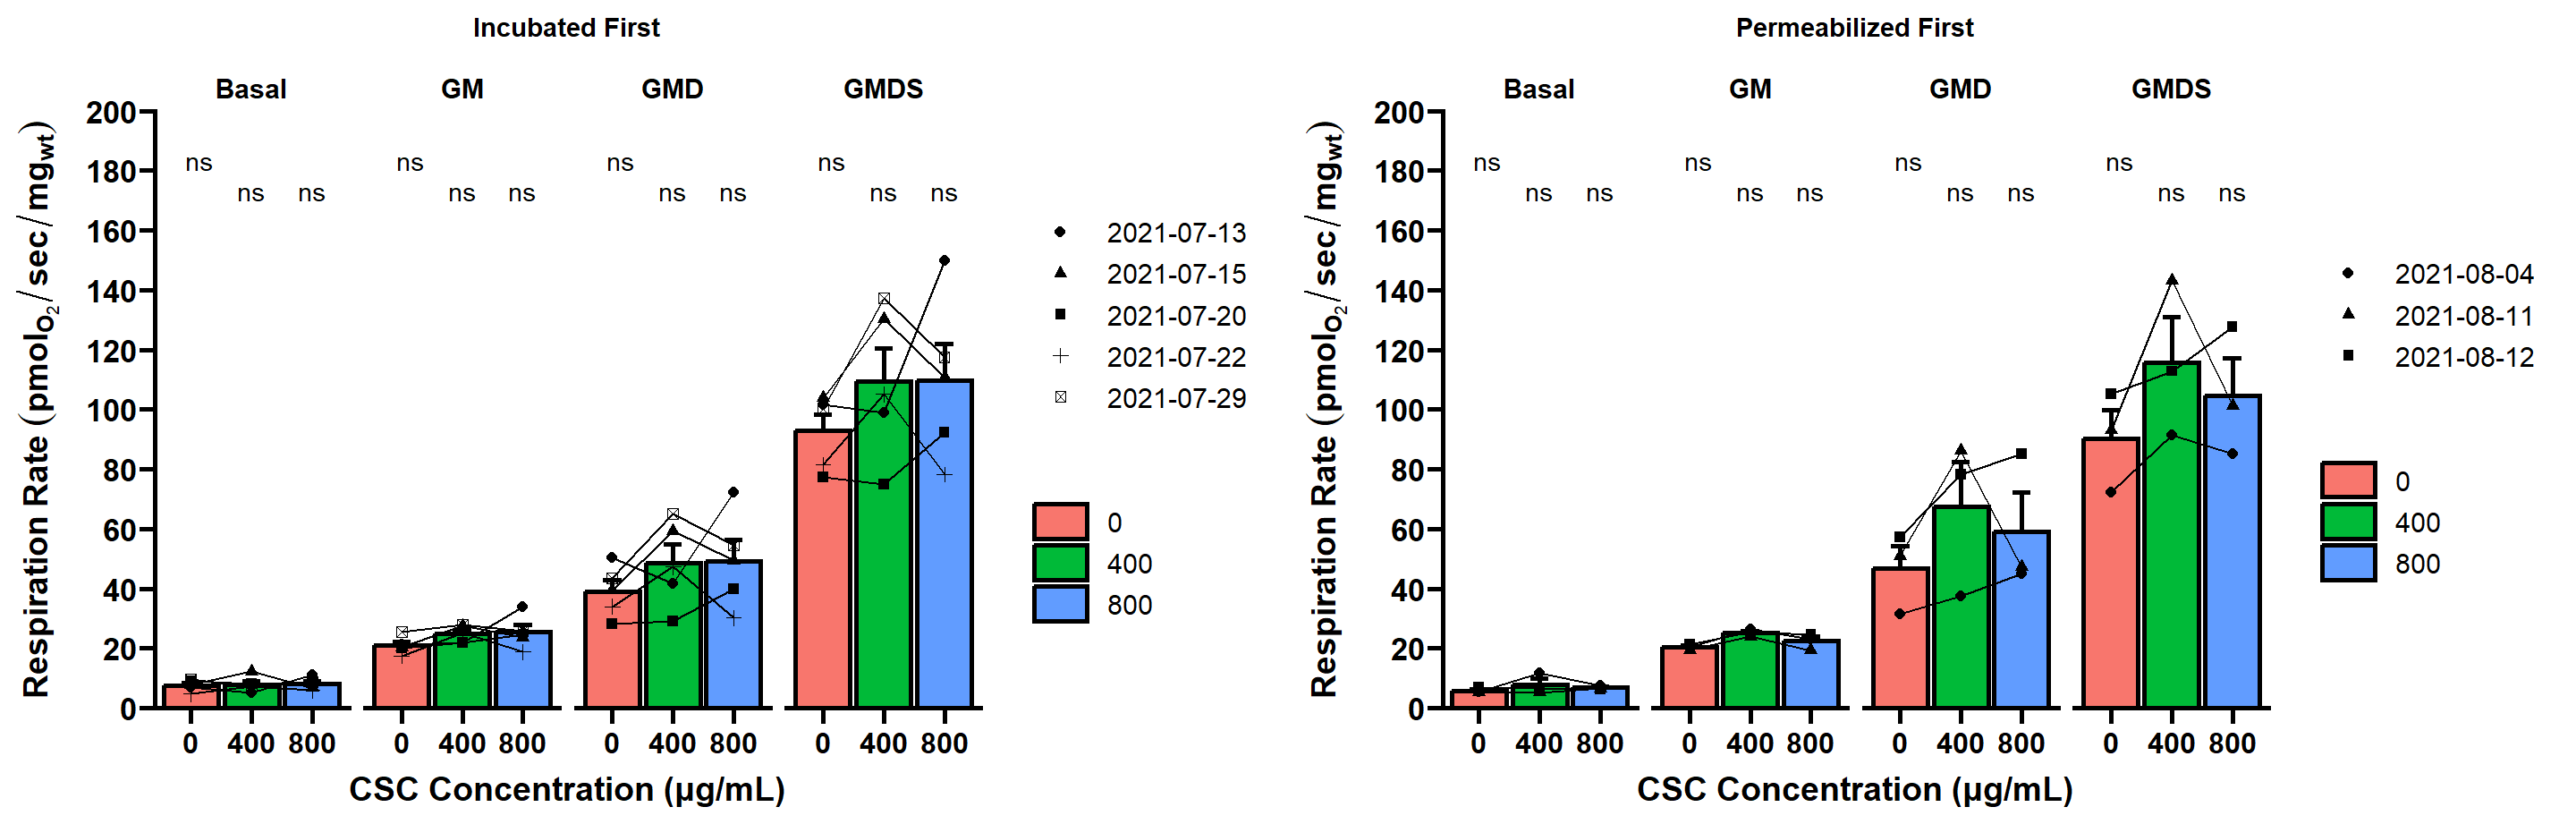 Incubated First
Basal GM GMD GMDS
200
180
160
140
120
100
80
60
40
20
0
Respiration Rate (pmolO2/ sec/ mgwt)
ns ns ns ns
ns ns ns ns ns ns ns ns
0 400 800 0 400 800 0 400 800 0 400 800
CSC Concentration (µg/mL)
2021-07-13
2021-07-15
2021-07-20
2021-07-22
2021-07-29
0
400
800
Permeabilized First
Basal GM GMD GMDS
200
180
160
140
120
100
80
60
40
20
0
Respiration Rate (pmolO2/ sec/ mgwt)
ns ns ns ns
ns ns ns ns ns ns ns ns
0 400 800 0 400 800 0 400 800 0 400 800
CSC Concentration (µg/mL)
2021-08-04
2021-08-11
2021-08-12
0
400
800